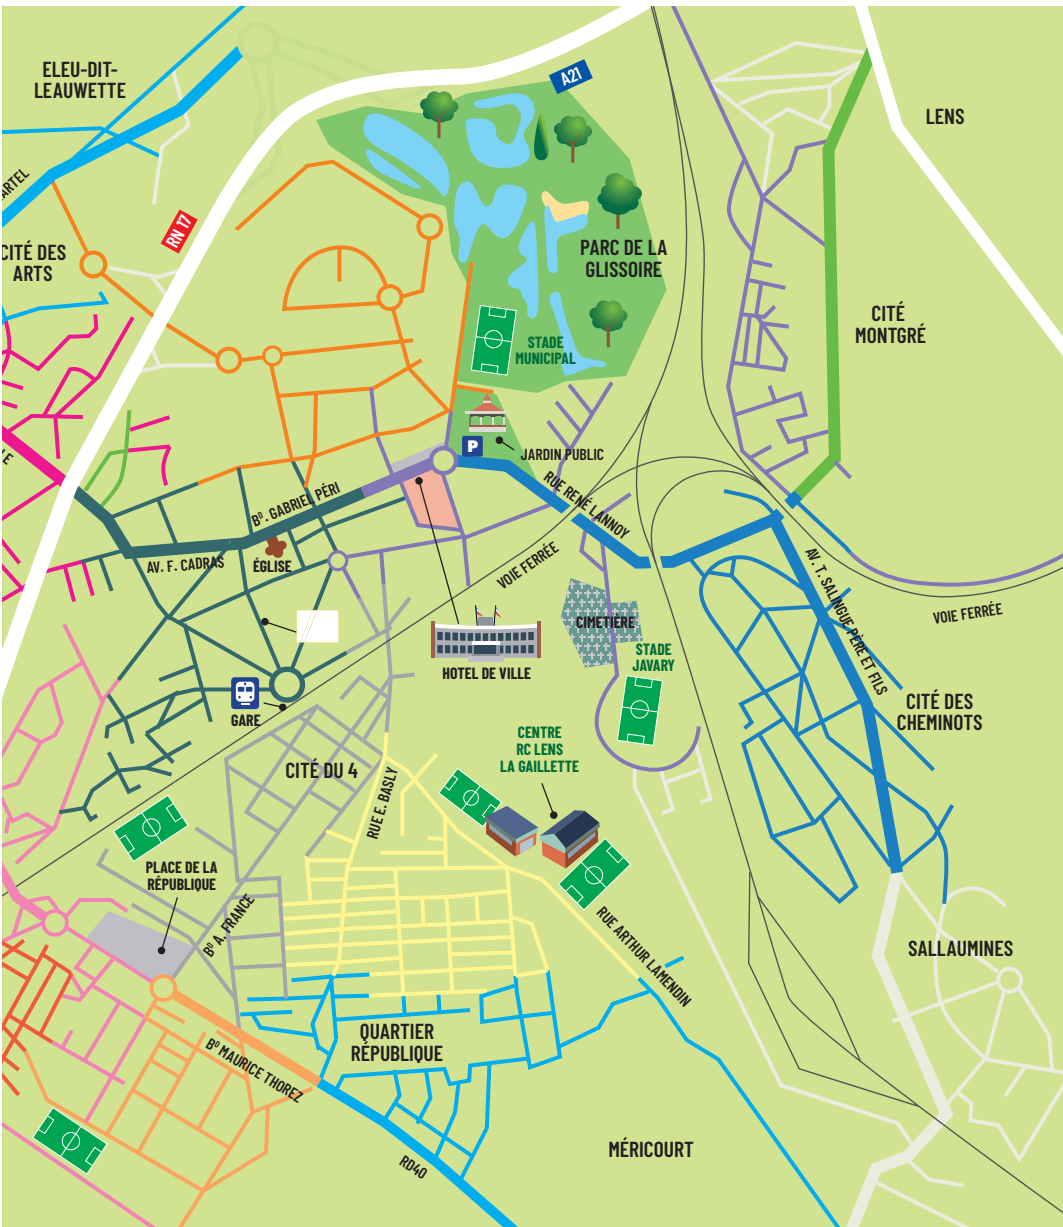 A21
ELEU-DIT-
LEAUWETTE
LENS
ARTEL
RN 17
CITÉ DES
ARTS
PARC DE LA
GLISSOIRE
CITÉ
MONTGRÉ
STADE
MUNICIPAL
P
JARDIN PUBLIC
LE
RUE RENÉ LANNOY
Bᴰ. GABRIEL PÉRI
AV. F. CADRAS
ÉGLISE
VOIE FERRÉE
AV. T. SALINGUE PÈRE ET FILS
VOIE FERRÉE
CIMETIÈRE
STADE
JAVARY
HOTEL DE VILLE
GARE
CITÉ DES
CHEMINOTS
CENTRE
RC LENS
LA GAILLETTE
CITÉ DU 4
RUE E. BASLY
PLACE DE LA
RÉPUBLIQUE
Bᴰ A. FRANCE
RUE ARTHUR LAMENDIN
SALLAUMINES
QUARTIER
RÉPUBLIQUE
Bᴰ MAURICE THOREZ
MÉRICOURT
RD40